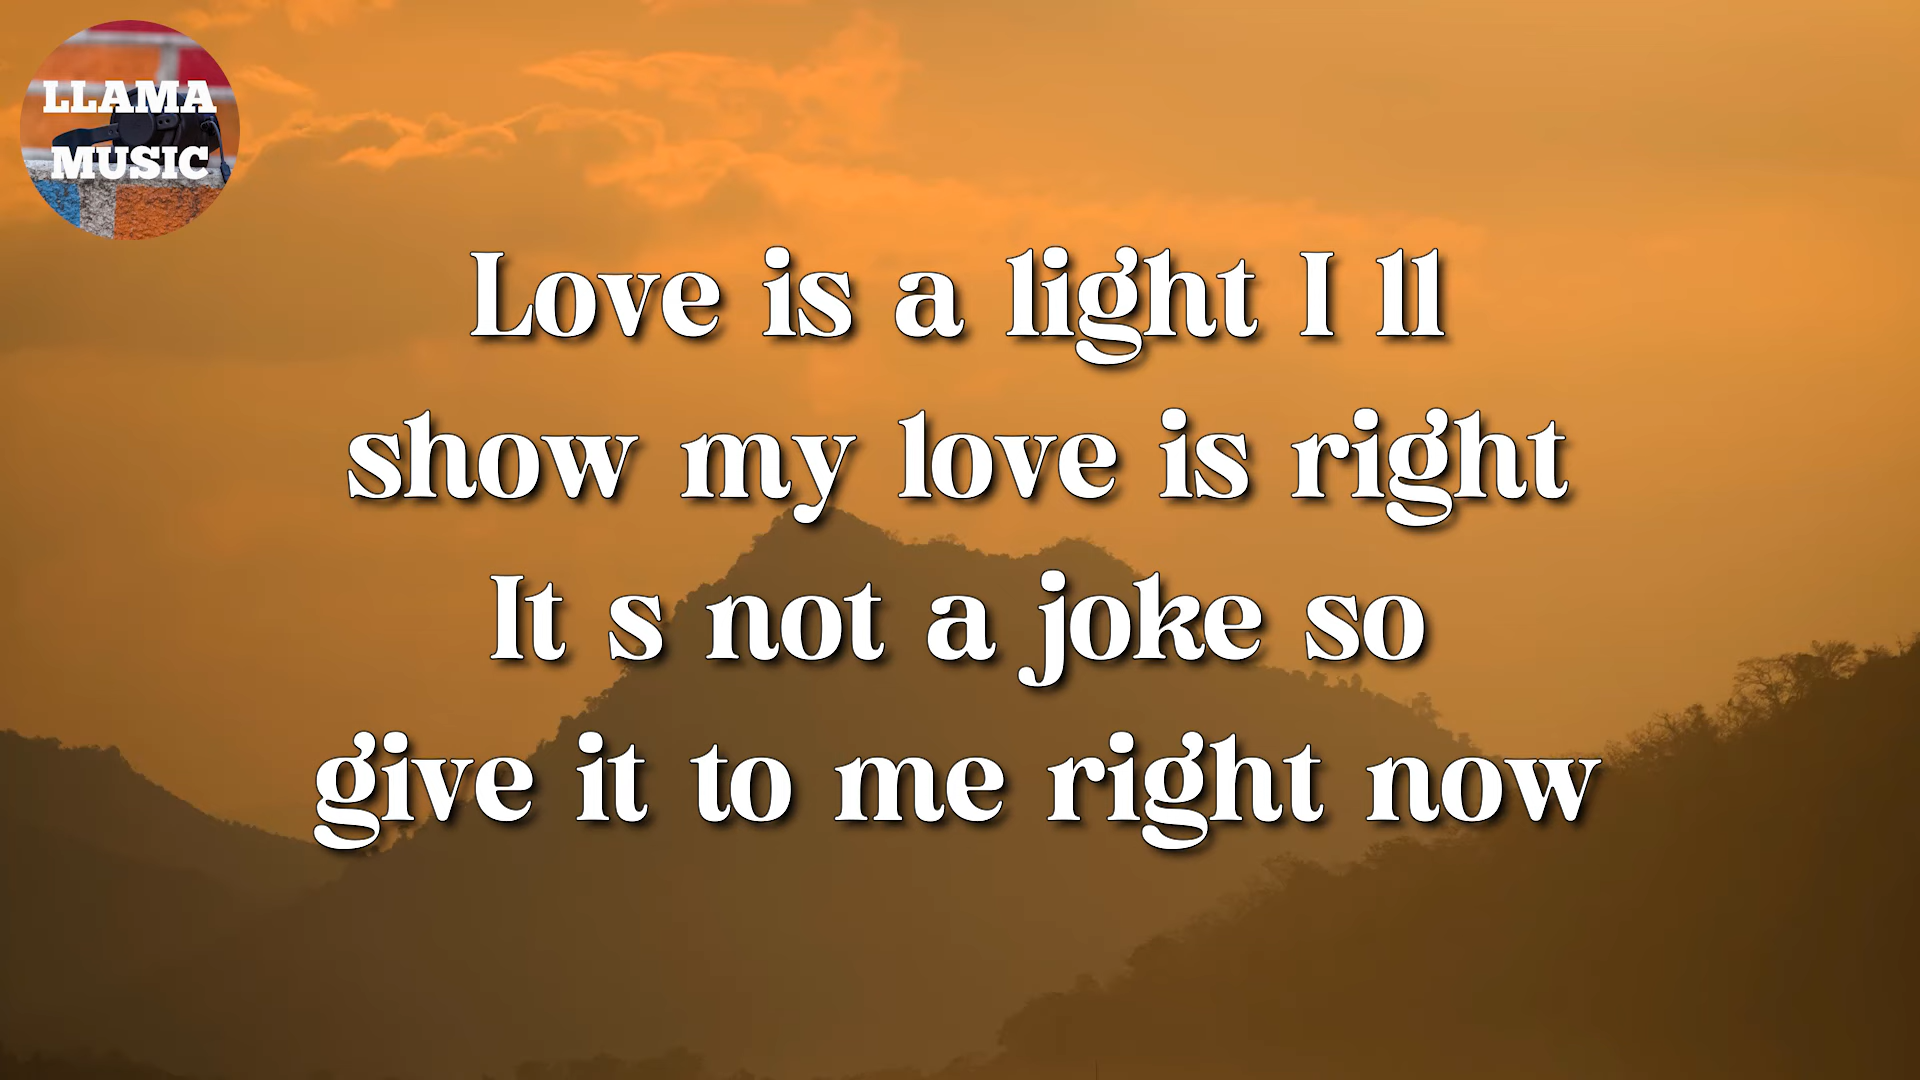 LLAMA
MUSIC
Love is a light I ll
show my love is right
It s not a joke so
give it to me right now